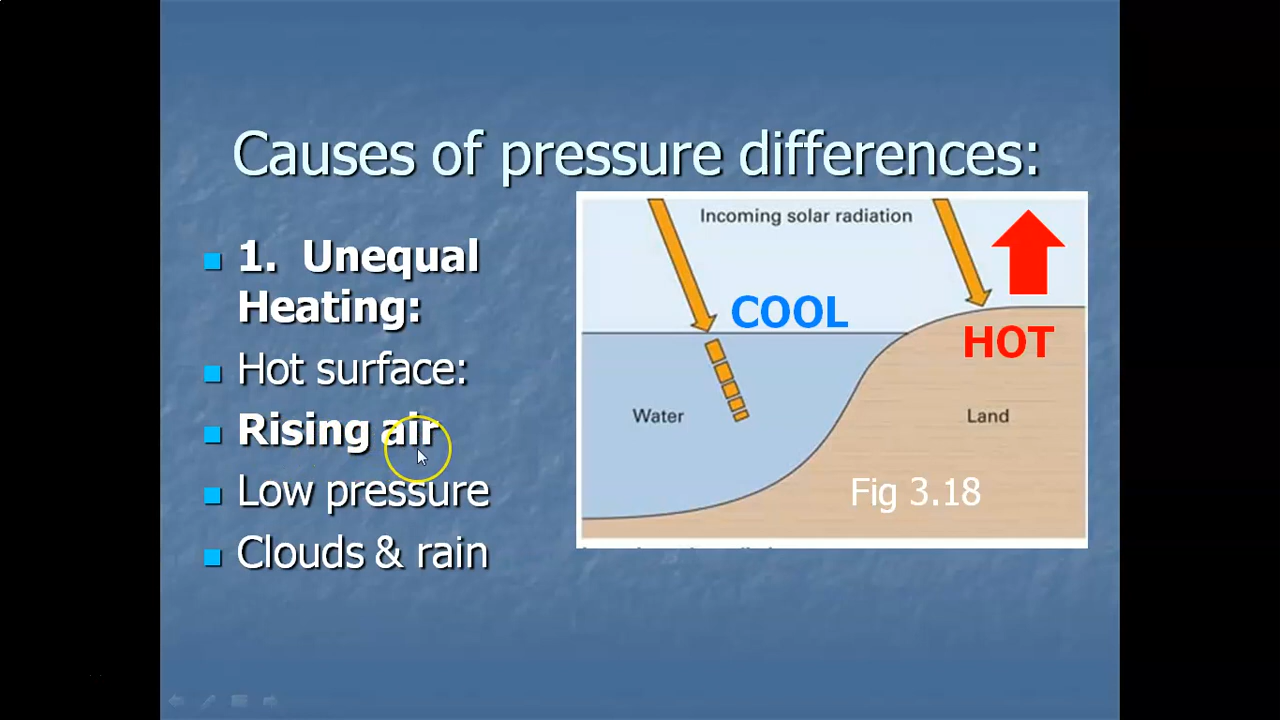 Causes of pressure differences:
1. Unequal
Heating:
Hot surface:
Rising air
Low pressure
Clouds & rain
Incoming solar radiation
COOL
HOT
Water
Land
Fig 3.18